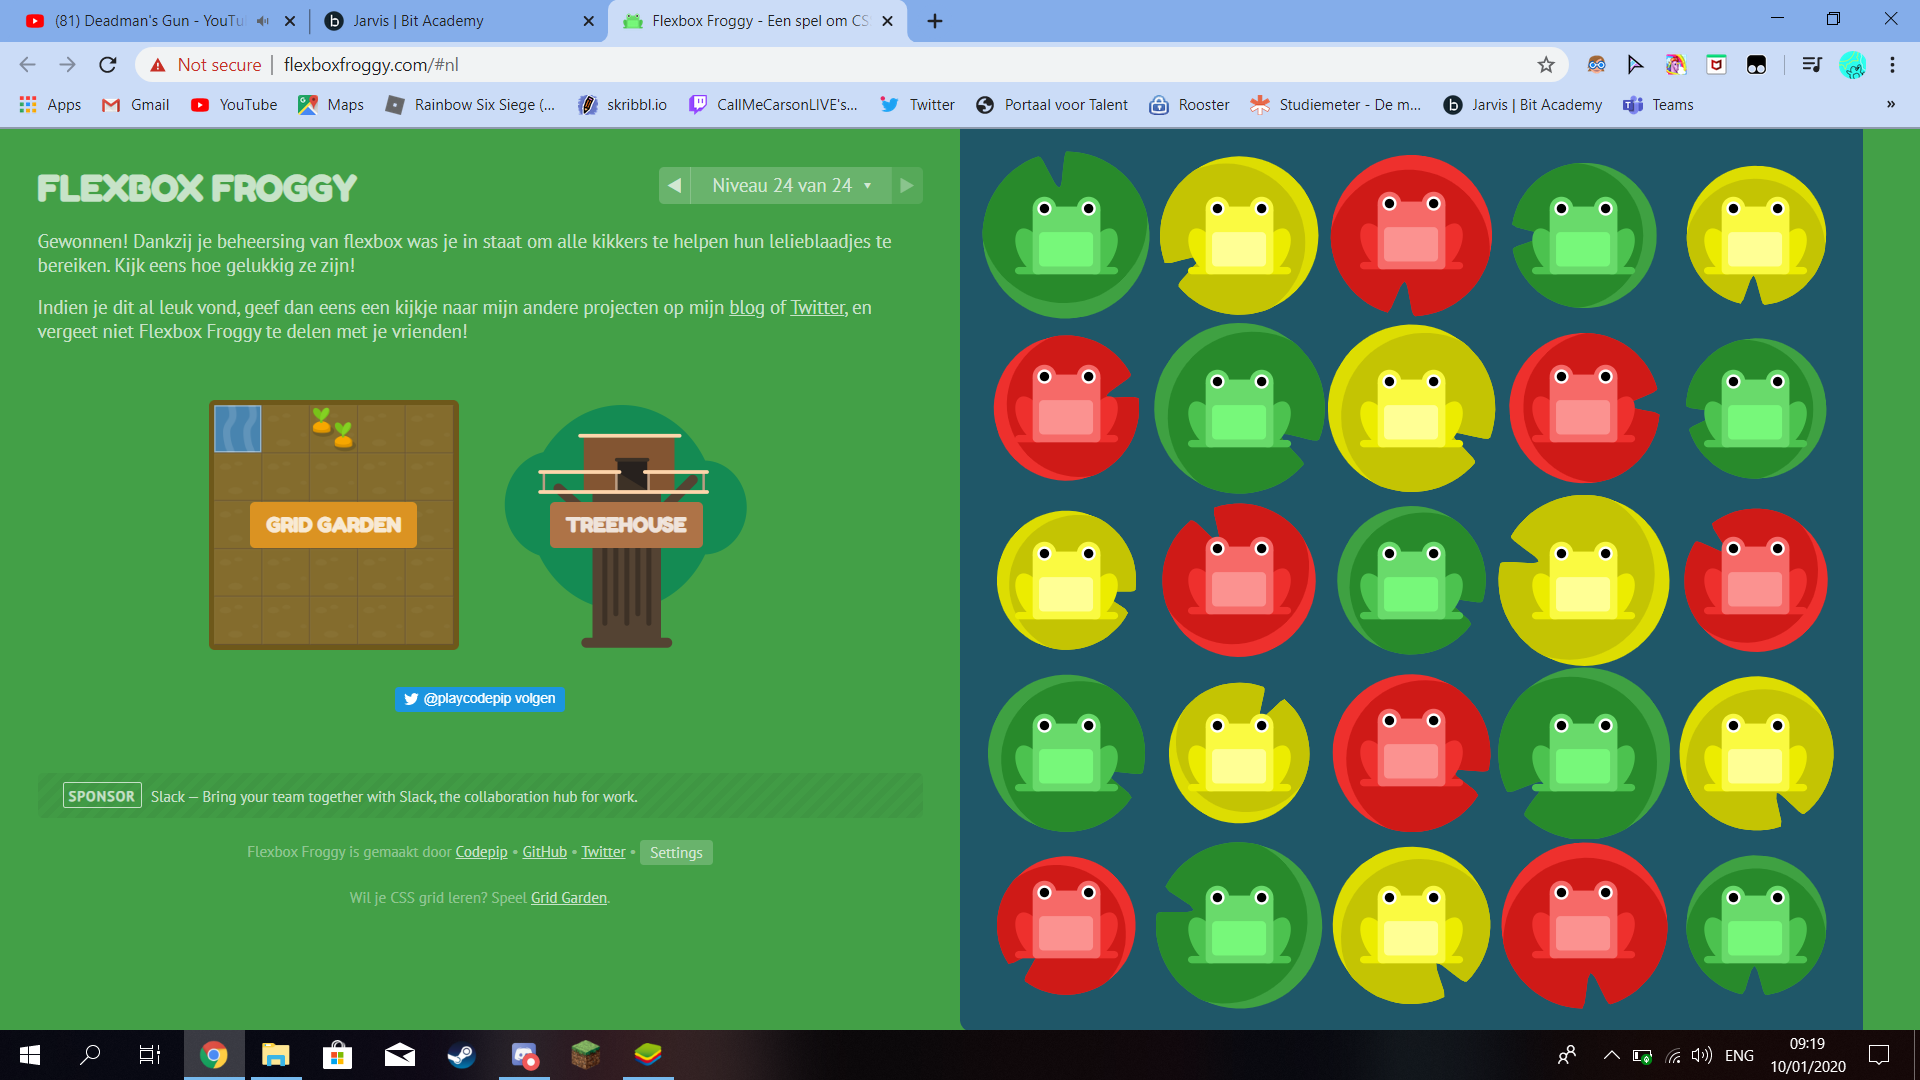 (81) Deadman's Gun - YouTu
Jarvis | Bit Academy
Flexbox Froggy - Een spel om CS
Not secure | flexboxfroggy.com/#nl
Apps
Gmail
YouTube
Maps
Rainbow Six Siege (...
skribbl.io
CallMeCarsonLIVE's...
Twitter
Portaal voor Talent
Rooster
Studiemeter - De m...
Jarvis | Bit Academy
Teams
»
FLEXBOX FROGGY
Niveau 24 van 24
Gewonnen! Dankzij je beheersing van flexbox was je in staat om alle kikkers te helpen hun lelieblaadjes te
bereiken. Kijk eens hoe gelukkig ze zijn!
Indien je dit al leuk vond, geef dan eens een kijkje naar mijn andere projecten op mijn blog of Twitter, en
vergeet niet Flexbox Froggy te delen met je vrienden!
GRID GARDEN
TREEHOUSE
@playcodepip volgen
SPONSOR Slack — Bring your team together with Slack, the collaboration hub for work.
Flexbox Froggy is gemaakt door Codepip • GitHub • Twitter • Settings
Wil je CSS grid leren? Speel Grid Garden.
ENG
09:19
10/01/2020